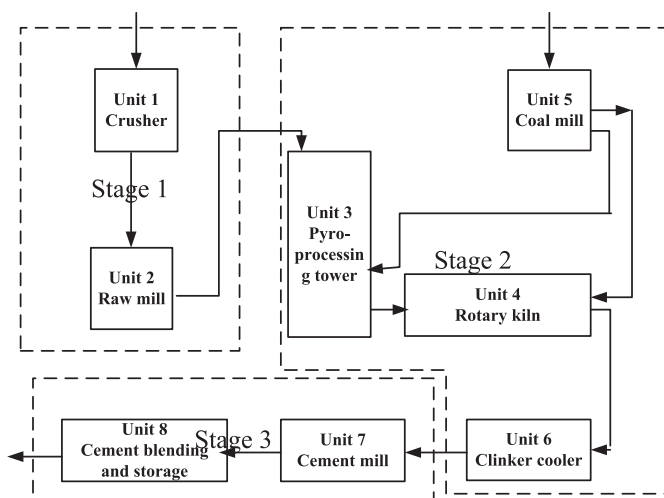 Unit 1
Crusher
Stage 1
Unit 2
Raw mill
Unit 3
Pyro-
processin
g tower
Unit 5
Coal mill
Stage 2
Unit 4
Rotary kiln
Unit 8
Cement blending
and storage
Stage 3
Unit 7
Cement mill
Unit 6
Clinker cooler